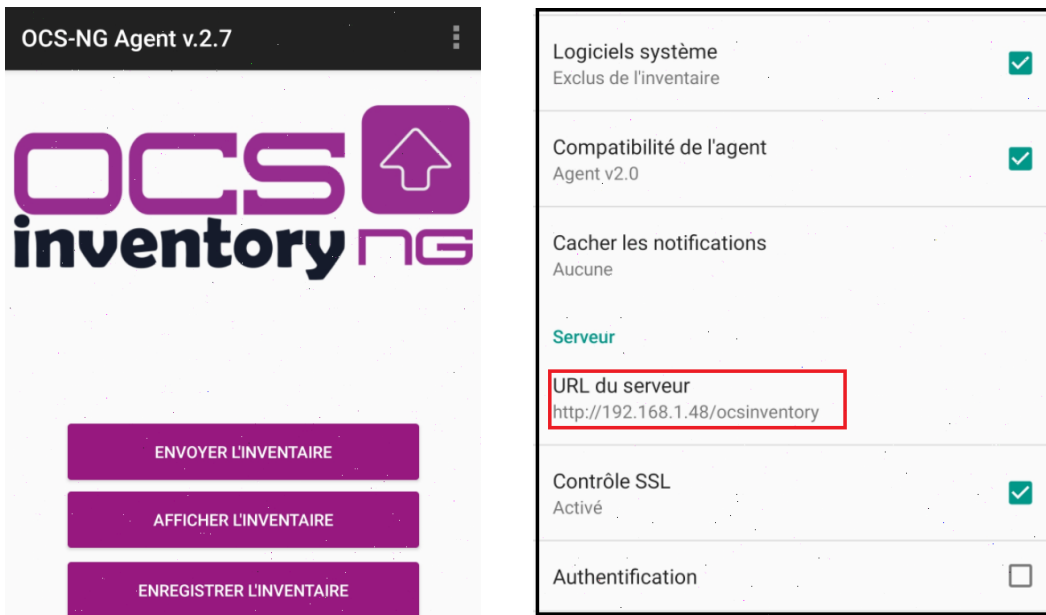 OCS-NG Agent v.2.7
OCS
inventory NG
ENVOYER L'INVENTAIRE
AFFICHER L'INVENTAIRE
ENREGISTRER L'INVENTAIRE
Logiciels système
Exclus de l'inventaire
Compatibilité de l'agent
Agent v2.0
Cacher les notifications
Aucune
Serveur
URL du serveur
http://192.168.1.48/ocsinventory
Contrôle SSL
Activé
Authentification